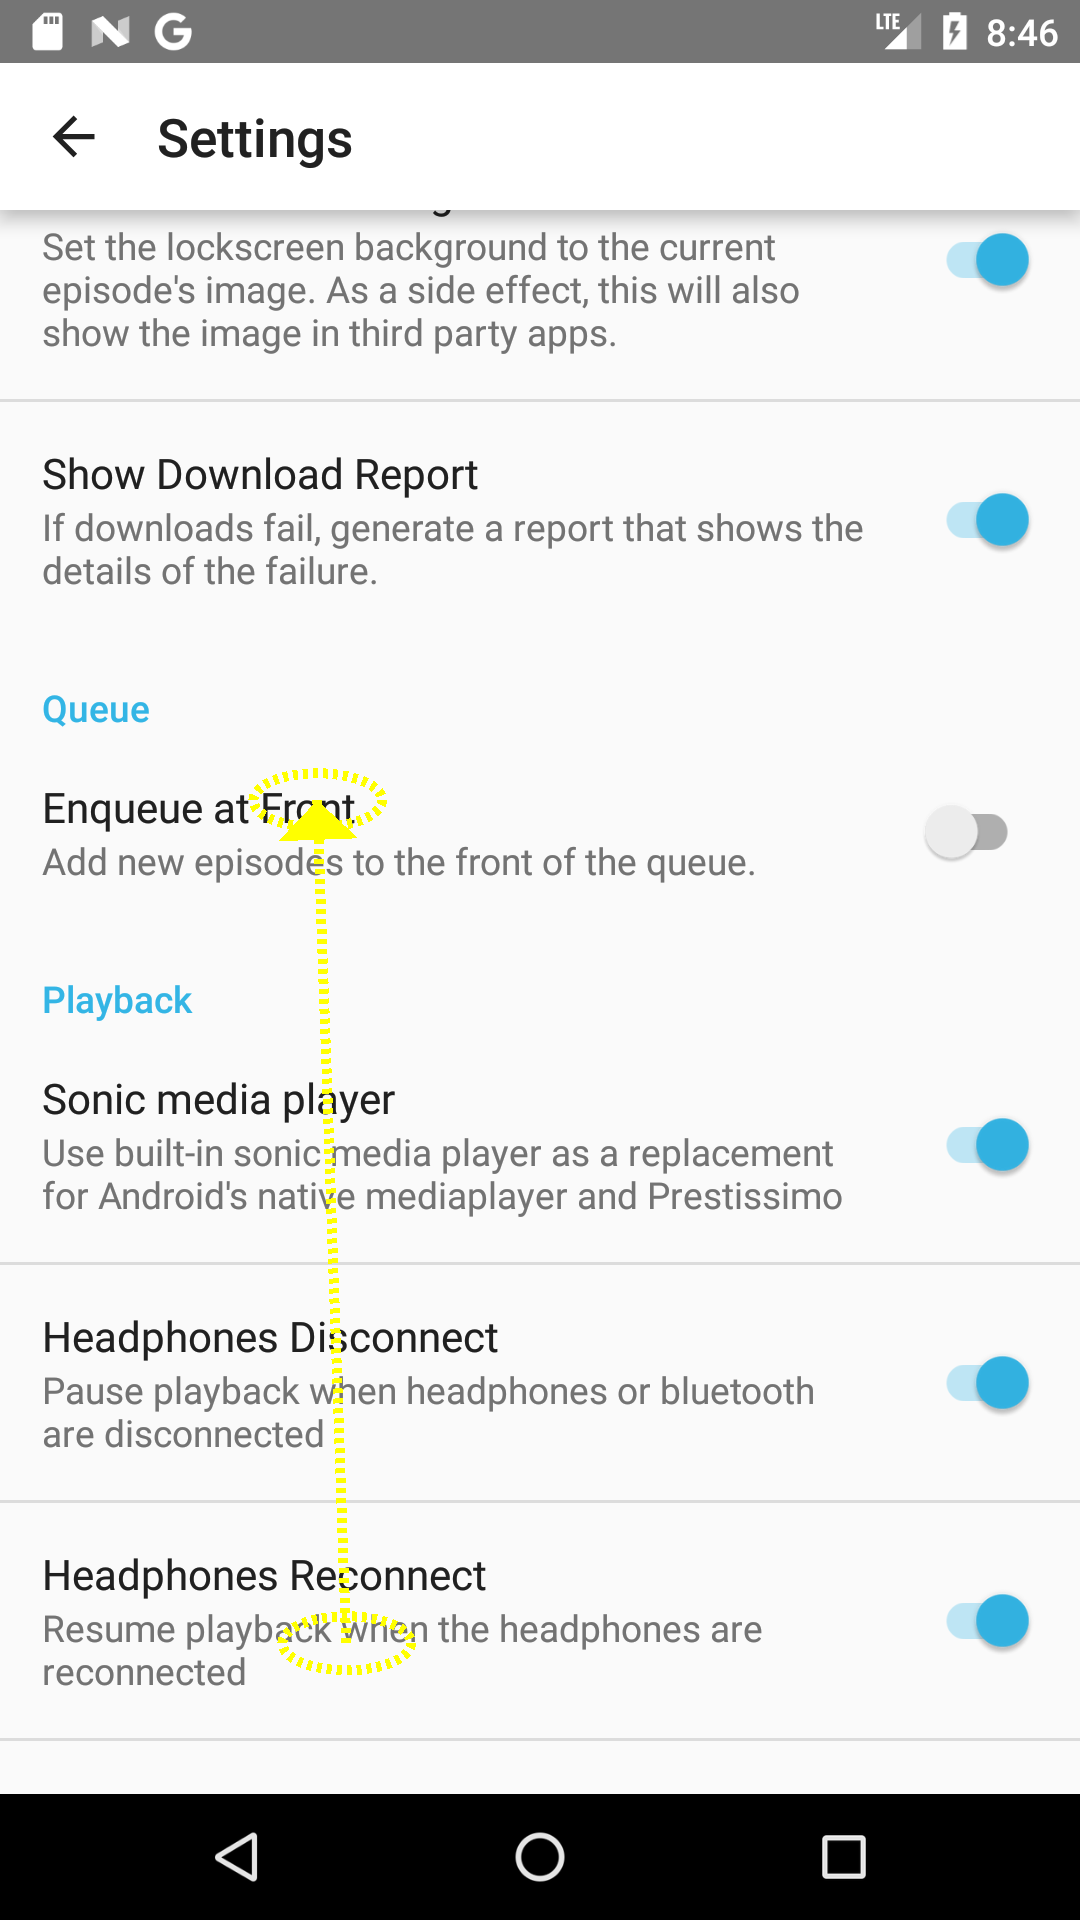 LTE 8:46
Settings
Set the lockscreen background to the current
episode's image. As a side effect, this will also
show the image in third party apps.
Show Download Report
If downloads fail, generate a report that shows the
details of the failure.
Queue
Enqueue at Front
Add new episodes to the front of the queue.
Playback
Sonic media player
Use built-in sonic media player as a replacement
for Android's native mediaplayer and Prestissimo
Headphones Disconnect
Pause playback when headphones or bluetooth
are disconnected
Headphones Reconnect
Resume playback when the headphones are
reconnected